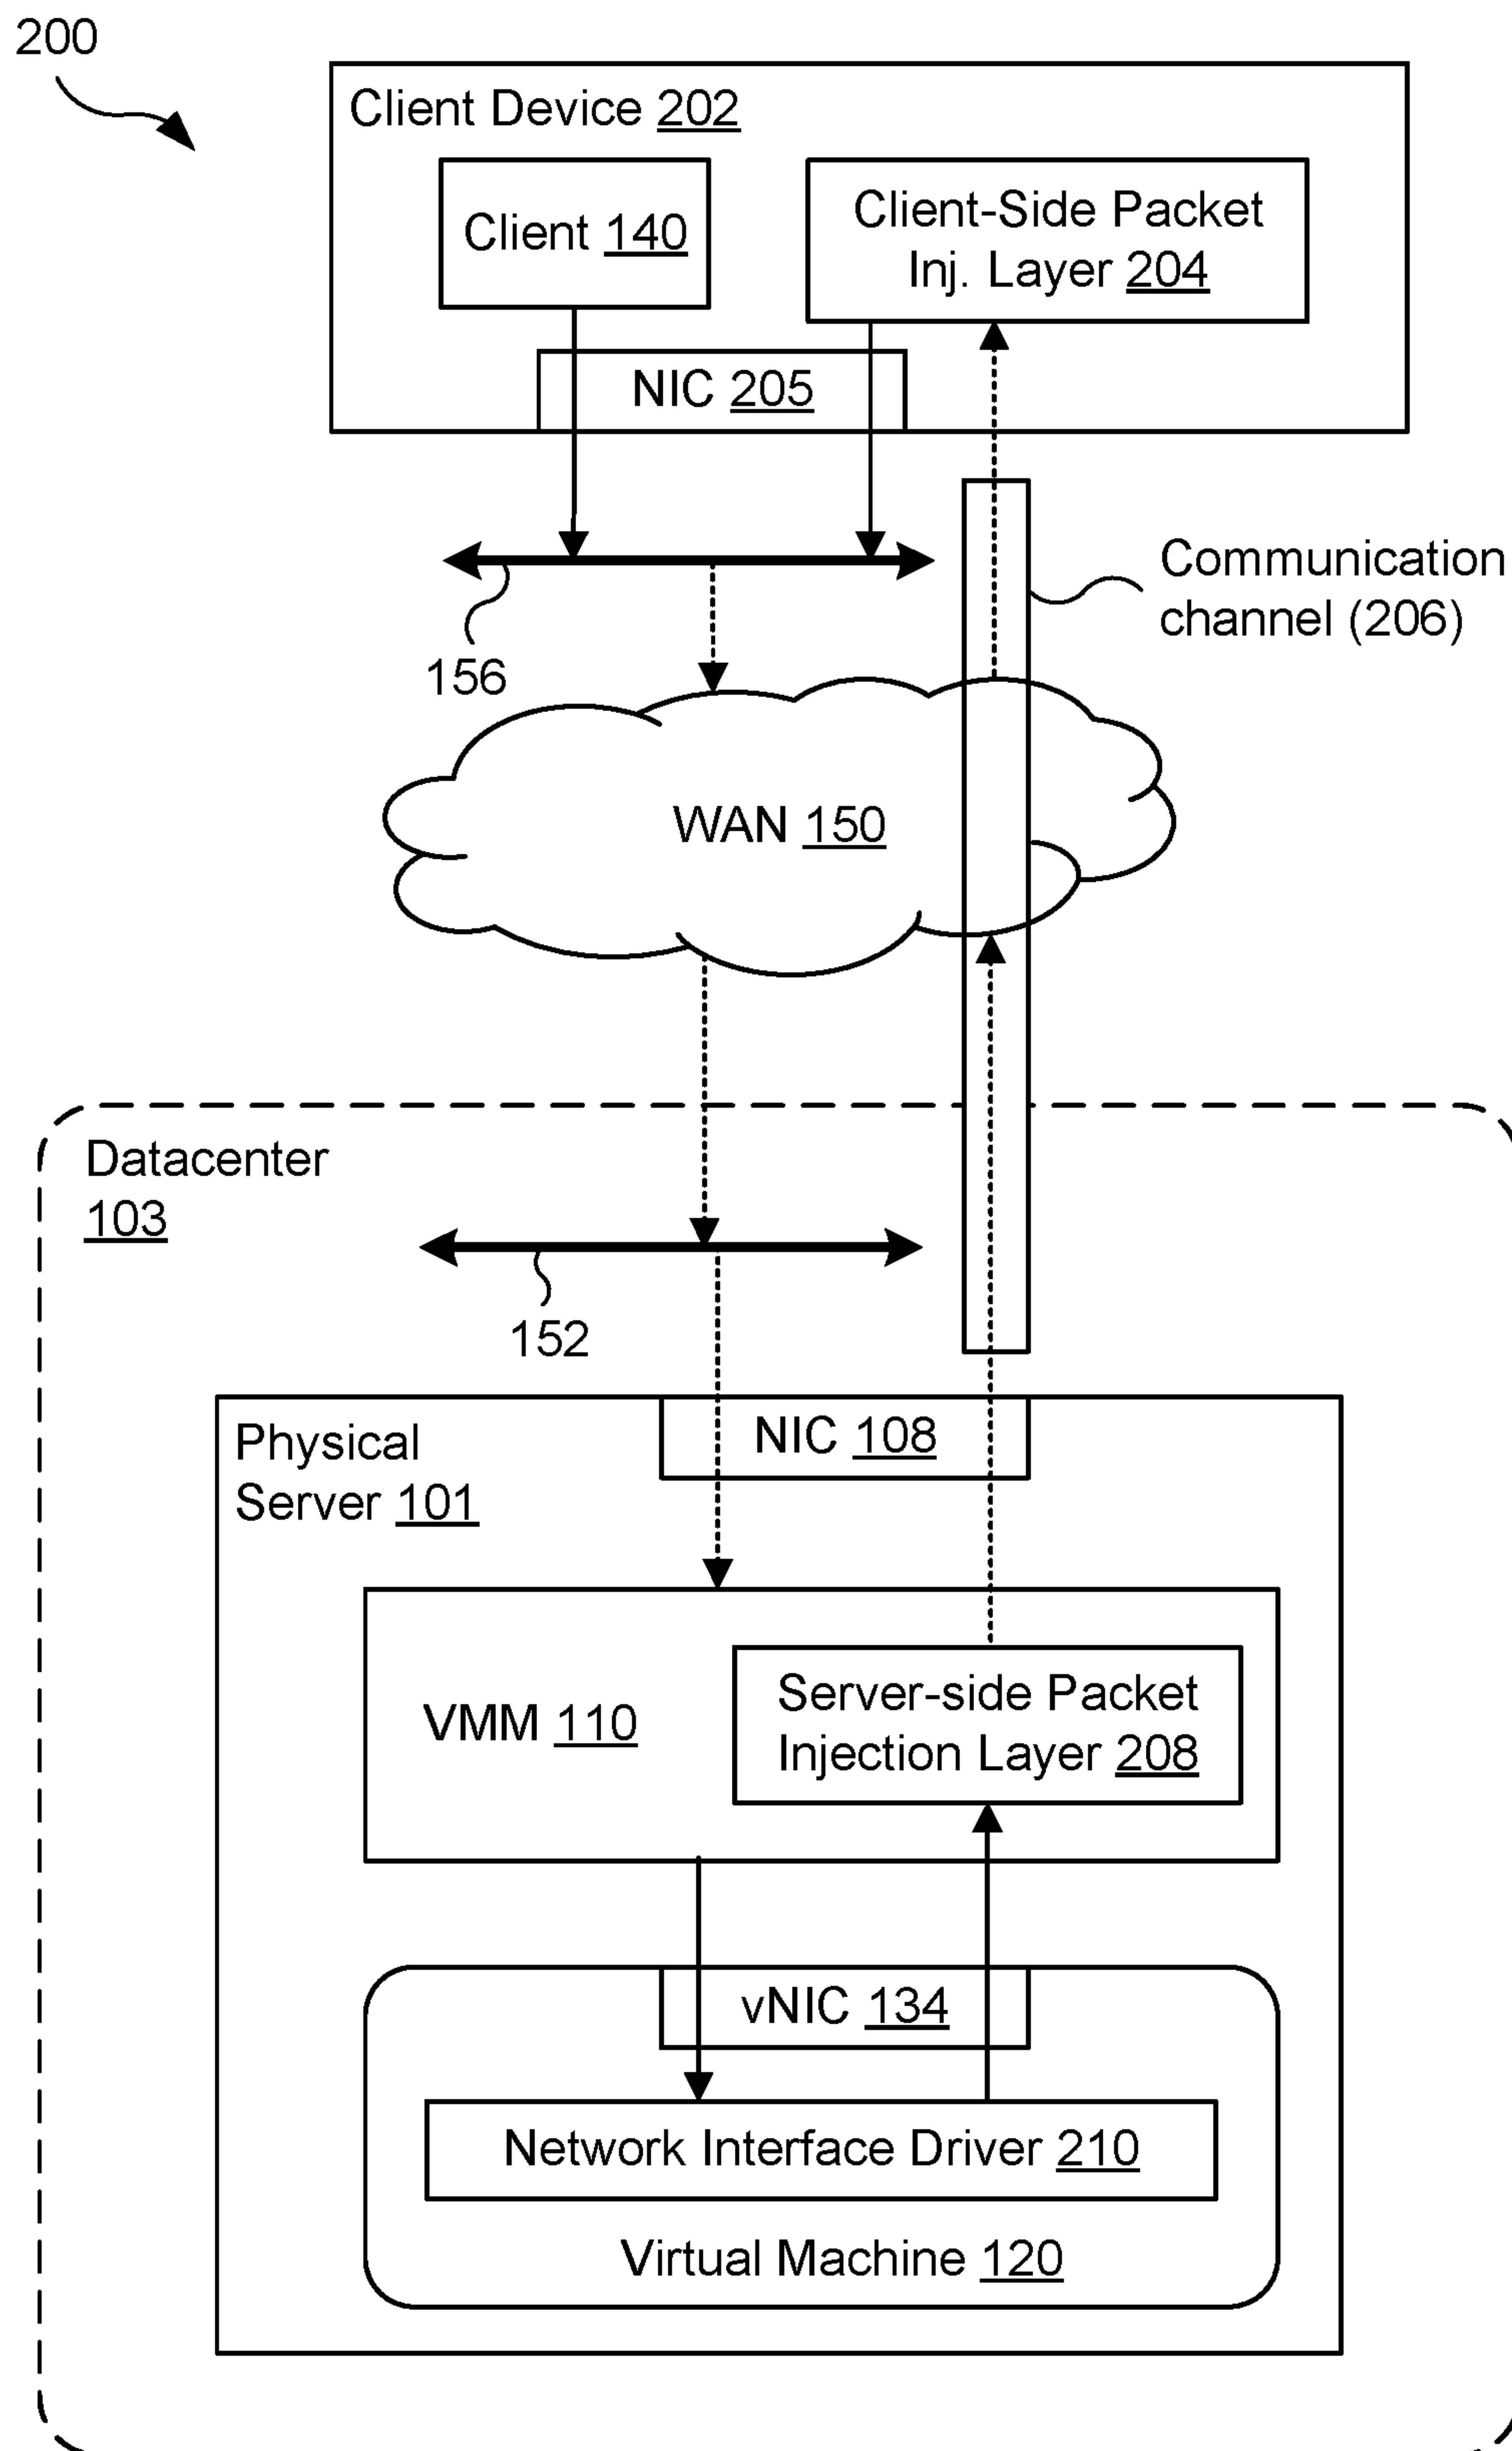 200
Client Device 202
Client 140
Client-Side Packet
Inj. Layer 204
NIC 205
Communication
channel (206)
156
WAN 150
Datacenter
103
152
NIC 108
Physical
Server 101
VMM 110
Server-side Packet
Injection Layer 208
vNIC 134
Network Interface Driver 210
Virtual Machine 120